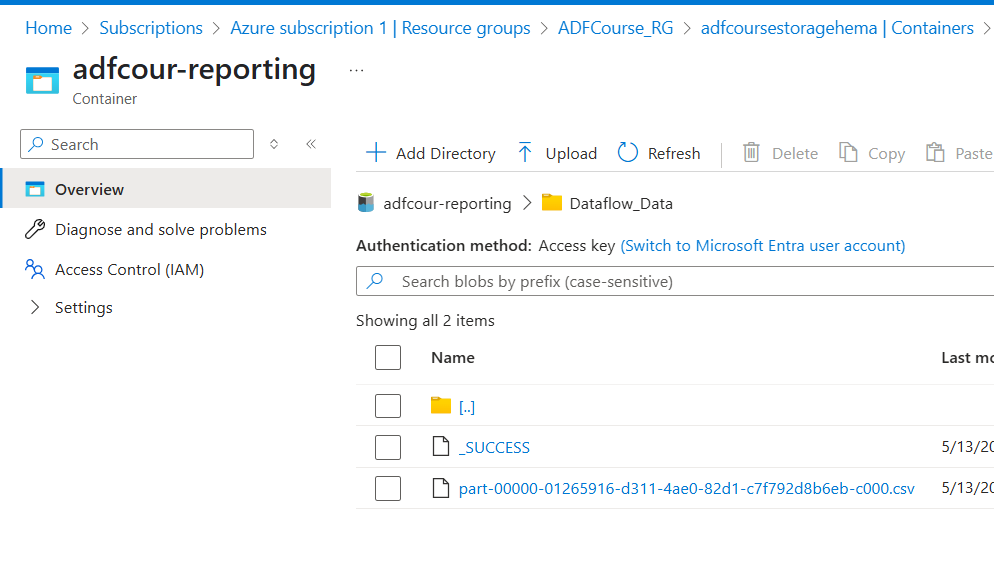 Home > Subscriptions > Azure subscription 1 | Resource groups > ADFCourse_RG > adfcoursestoragehema | Containers >
adfcour-reporting ...
Container
Search
Add Directory Upload Refresh Delete Copy Paste
Overview
adfcour-reporting > Dataflow_Data
Diagnose and solve problems
Authentication method: Access key (Switch to Microsoft Entra user account)
Access Control (IAM)
Search blobs by prefix (case-sensitive)
Settings
Showing all 2 items
Name Last mo
[..]
_SUCCESS 5/13/20
part-00000-01265916-d311-4ae0-82d1-c7f792d8b6eb-c000.csv 5/13/20